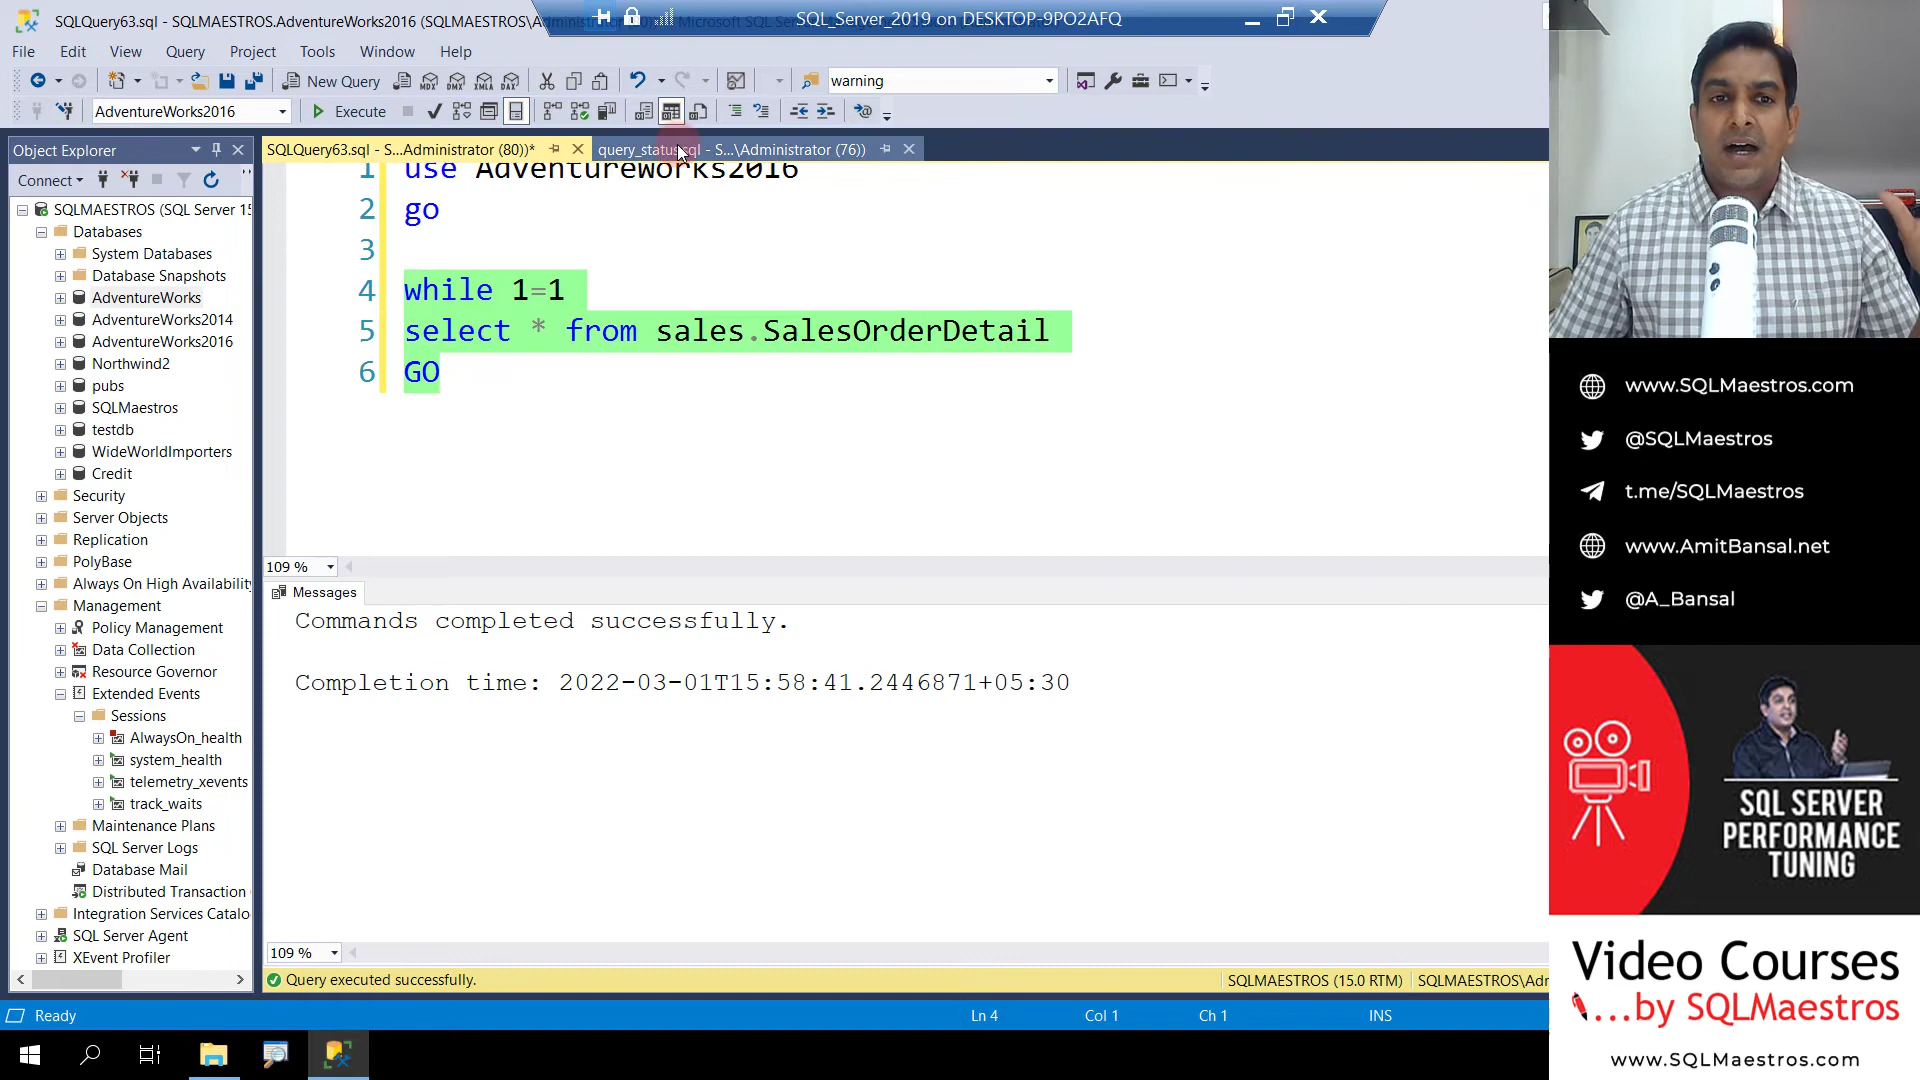 SQLQuery63.sql - SQLMAESTROS.AdventureWorks2016 (SQLMAESTROS\Admini
SQL_Server_2019 on DESKTOP-9PO2AFQ
File Edit View Query Project Tools Window Help
New Query
MDX DMX XMLA DAX
warning
AdventureWorks2016
Execute
Object Explorer
SQLQuery63.sql - S...Administrator (80))*
query_status.sql - S...\Administrator (76))
Connect
SQLMAESTROS (SQL Server 15
Databases
System Databases
Database Snapshots
AdventureWorks
AdventureWorks2014
AdventureWorks2016
Northwind2
pubs
SQLMaestros
testdb
WideWorldImporters
Credit
Security
Server Objects
Replication
PolyBase
Always On High Availability
Management
Policy Management
Data Collection
Resource Governor
Extended Events
Sessions
AlwaysOn_health
system_health
telemetry_xevents
track_waits
Maintenance Plans
SQL Server Logs
Database Mail
Distributed Transaction
Integration Services Catalo
SQL Server Agent
XEvent Profiler
1 use AdventureWorks2016
2 go
3
4 while 1=1
5 select * from sales.SalesOrderDetail
6 GO
109 %
Messages
Commands completed successfully.
Completion time: 2022-03-01T15:58:41.2446871+05:30
109 %
Query executed successfully.
SQLMAESTROS (15.0 RTM)
SQLMAESTROS\Adm
Ready
Ln 4
Col 1
Ch 1
INS
www.SQLMaestros.com
@SQLMaestros
t.me/SQLMaestros
www.AmitBansal.net
@A_Bansal
SQL SERVER
PERFORMANCE
TUNING
Video Courses
...by SQLMaestros
www.SQLMaestros.com